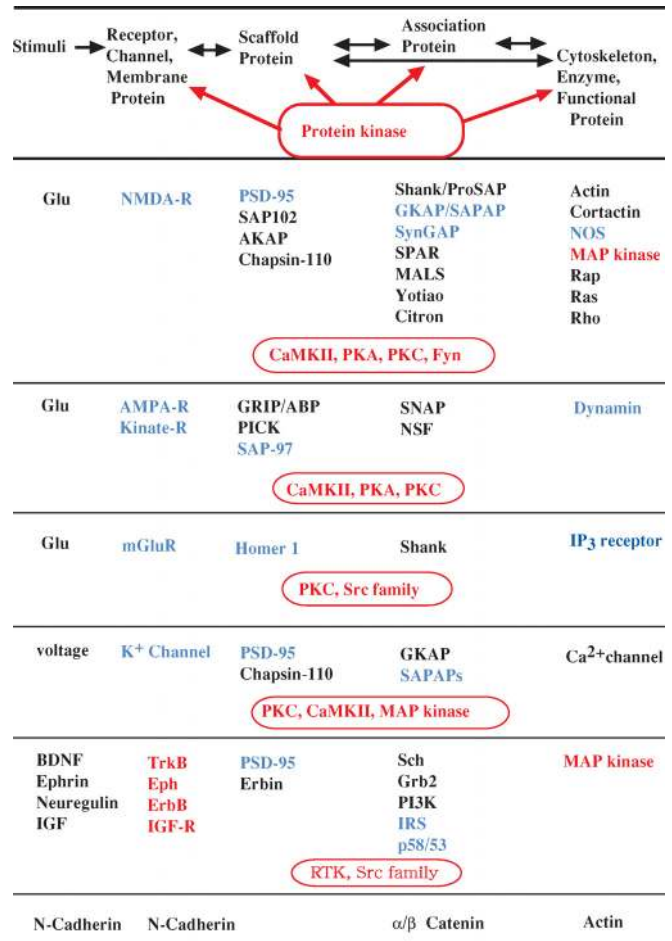 Stimuli
Receptor,
Channel,
Membrane
Protein
Scaffold
Protein
Association
Protein
Cytoskeleton,
Enzyme,
Functional
Protein
Protein kinase
Glu
NMDA-R
PSD-95
SAP102
AKAP
Chapsin-110
Shank/ProSAP
GKAP/SAPAP
SynGAP
SPAR
MALS
Yotiao
Citron
Actin
Cortactin
NOS
MAP kinase
Rap
Ras
Rho
CaMKII, PKA, PKC, Fyn
Glu
AMPA-R
Kinate-R
GRIP/ABP
PICK
SAP-97
SNAP
NSF
Dynamin
CaMKII, PKA, PKC
Glu
mGluR
Homer 1
Shank
IP3 receptor
PKC, Src family
voltage
K+ Channel
PSD-95
Chapsin-110
GKAP
SAPAPs
Ca2+channel
PKC, CaMKII, MAP kinase
BDNF
Ephrin
Neuregulin
IGF
TrkB
Eph
ErbB
IGF-R
PSD-95
Erbin
Sch
Grb2
PI3K
IRS
p58/53
MAP kinase
RTK, Src family
N-Cadherin
N-Cadherin
α/β Catenin
Actin